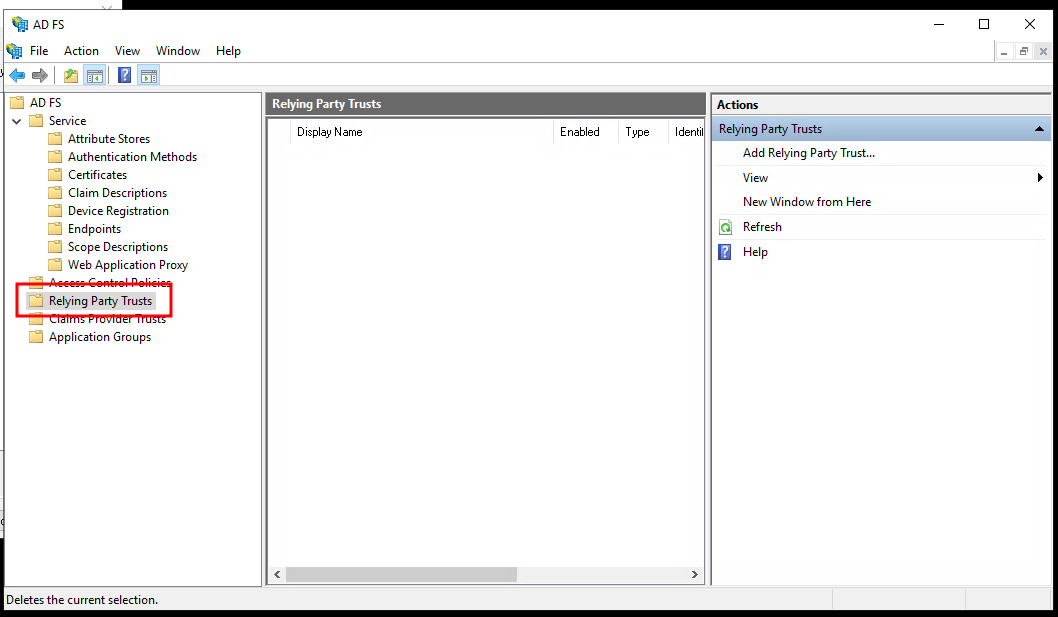 AD FS
File Action View Window Help
AD FS
Service
Attribute Stores
Authentication Methods
Certificates
Claim Descriptions
Device Registration
Endpoints
Scope Descriptions
Web Application Proxy
Access Control Policies
Relying Party Trusts
Claims Provider Trusts
Application Groups
Relying Party Trusts
Display Name Enabled Type Identif
Actions
Relying Party Trusts
Add Relying Party Trust...
View
New Window from Here
Refresh
Help
Deletes the current selection.